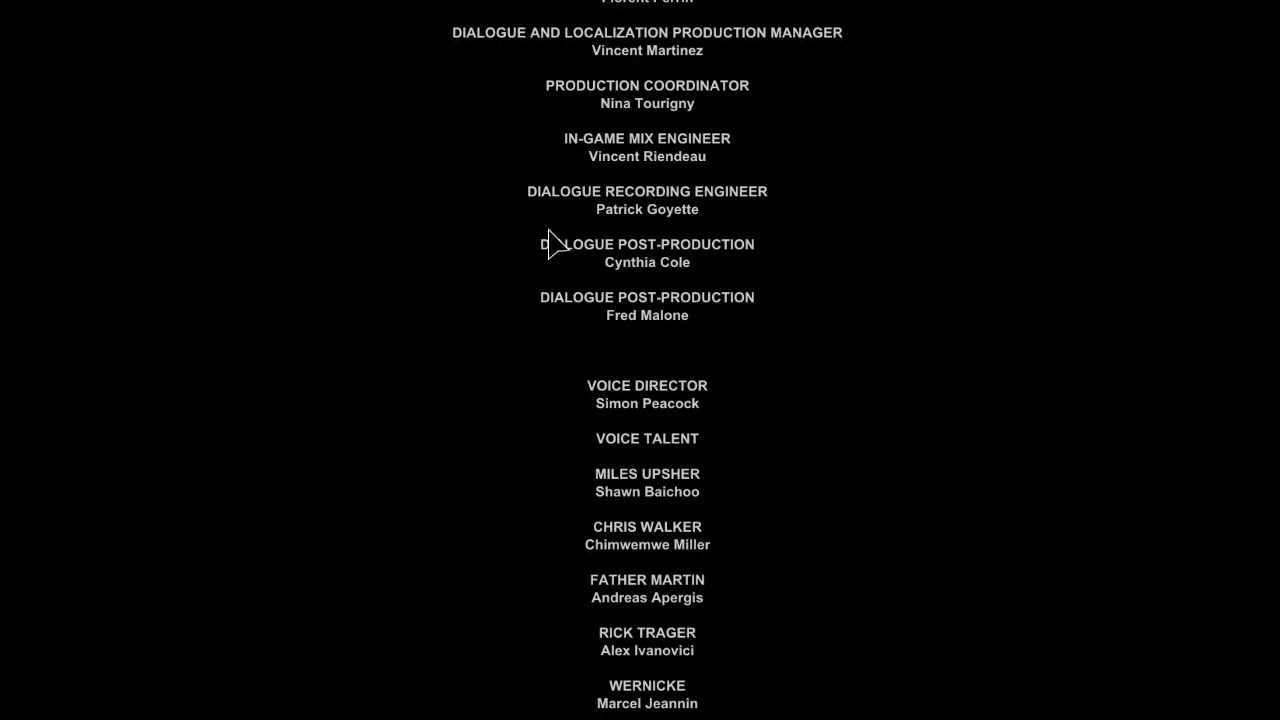 DIALOGUE AND LOCALIZATION PRODUCTION MANAGER
Vincent Martinez
PRODUCTION COORDINATOR
Nina Tourigny
IN-GAME MIX ENGINEER
Vincent Riendeau
DIALOGUE RECORDING ENGINEER
Patrick Goyette
DIALOGUE POST-PRODUCTION
Cynthia Cole
DIALOGUE POST-PRODUCTION
Fred Malone
VOICE DIRECTOR
Simon Peacock
VOICE TALENT
MILES UPSHER
Shawn Baichoo
CHRIS WALKER
Chimwemwe Miller
FATHER MARTIN
Andreas Apergis
RICK TRAGER
Alex Ivanovici
WERNICKE
Marcel Jeannin